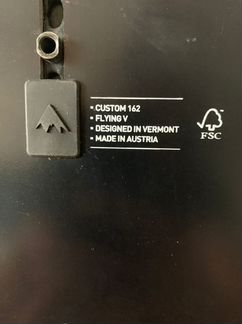 ▪ CUSTOM 162
▪ FLYING V
▪ DESIGNED IN VERMONT
▪ MADE IN AUSTRIA
FSC